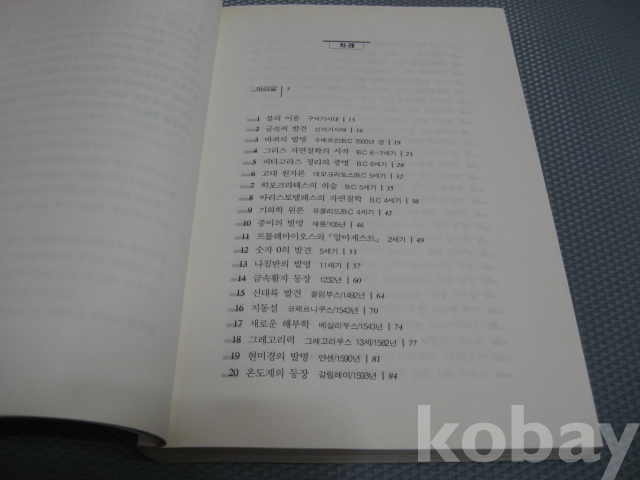 차례
머리말 | 3
1 불의 이용 구석기시대 | 15
2 금속의 발견 신석기시대 | 16
3 바퀴의 발명 수메르인/B.C 3500년 경 | 19
4 그리스 자연철학의 시작 B.C 6~7세기 | 23
5 피타고라스 정리의 증명 B.C 6세기 | 28
6 고대 원자론 데모크리토스/B.C 5세기 | 32
7 히포크라테스의 의술 B.C 5세기 | 35
8 아리스토텔레스의 자연철학 B.C 4세기 | 38
9 기하학 원론 유클리드/B.C 4세기 | 42
10 종이의 발명 채륜/105년 | 46
11 프톨레마이오스의 『알마게스트』 2세기 | 49
12 숫자 0의 발견 5세기 | 53
13 나침반의 발명 11세기 | 57
14 금속활자 등장 1232년 | 60
15 신대륙 발견 콜럼부스/1492년 | 64
16 지동설 코페르니쿠스/1543년 | 70
17 새로운 해부학 베살리우스/1543년 | 74
18 그레고리력 그레고리우스 13세/1582년 | 77
19 현미경의 발명 얀센/1590년 | 81
20 온도계의 등장 갈릴레이/1593년 | 84
kobay